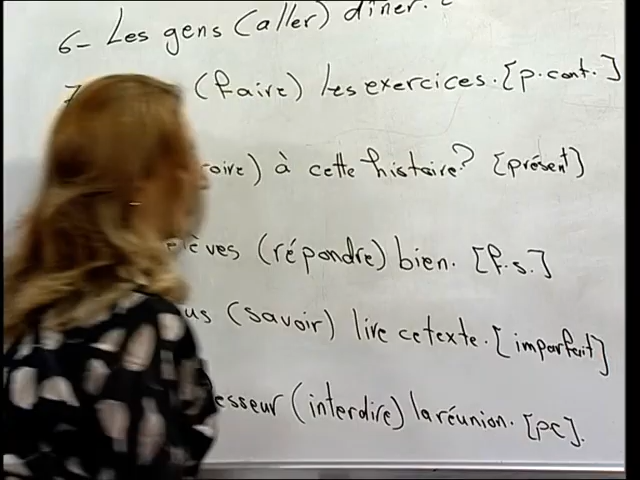 6- Les gens (aller) dîner.
(faire) les exercices. [p. cont.]
oire) à cette histoire? [présent]
lèves (répondre) bien. [f.s.]
us (savoir) lire ce texte. [imparfait]
esseur (interdire) la réunion. [pc].